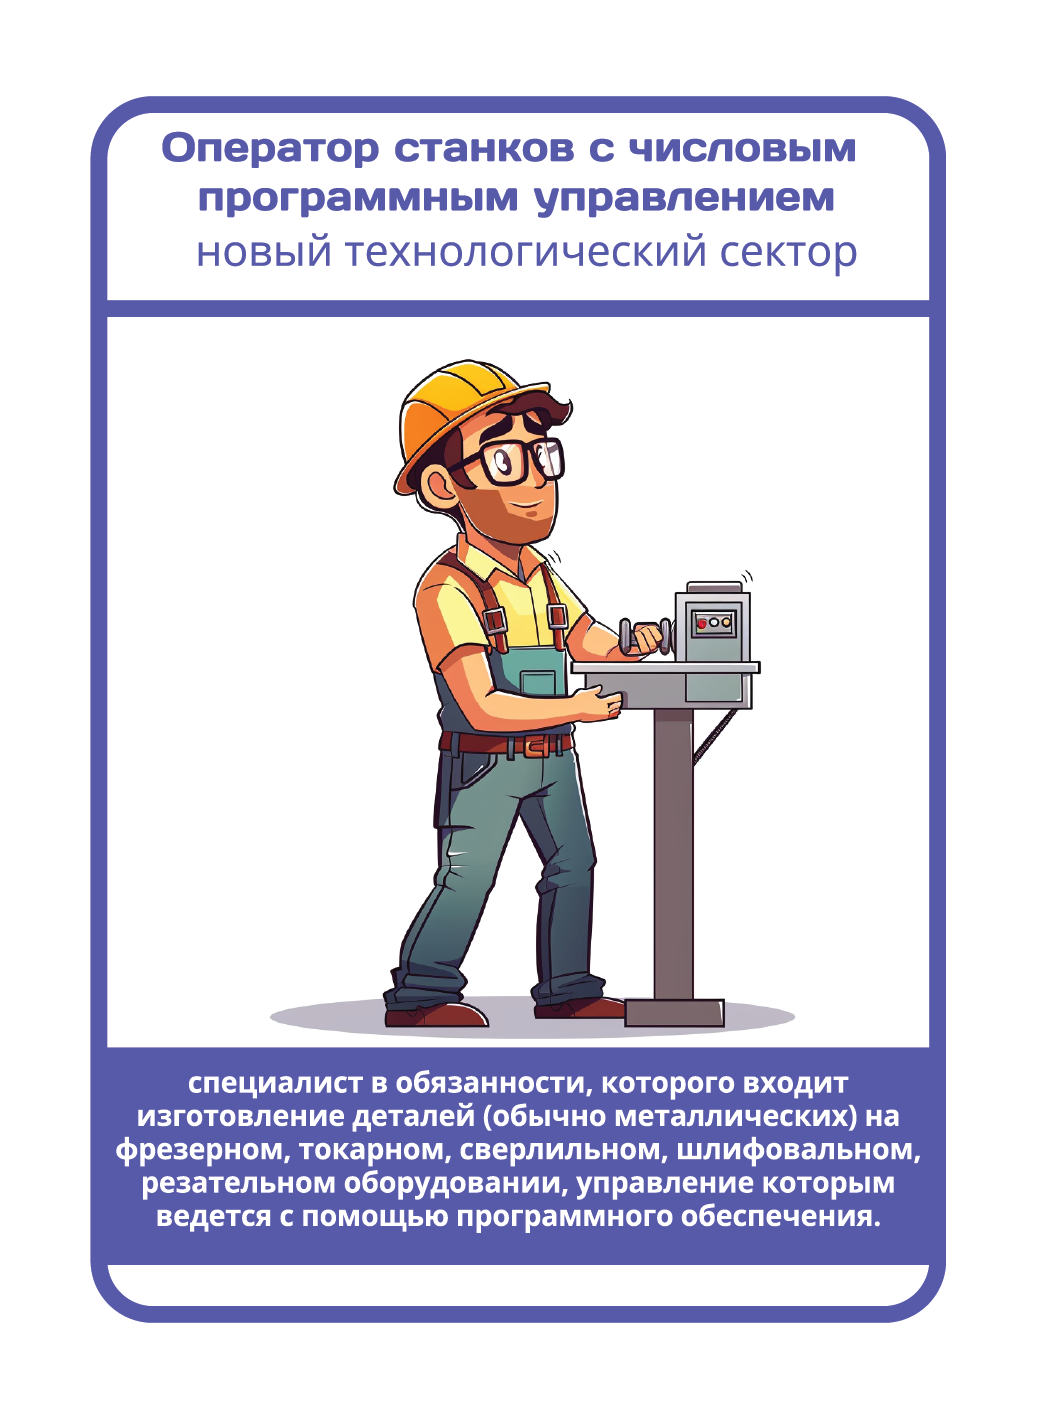 Оператор станков с числовым
программным управлением
новый технологический сектор
специалист в обязанности, которого входит
изготовление деталей (обычно металлических) на
фрезерном, токарном, сверлильном, шлифовальном,
резательном оборудовании, управление которым
ведется с помощью программного обеспечения.